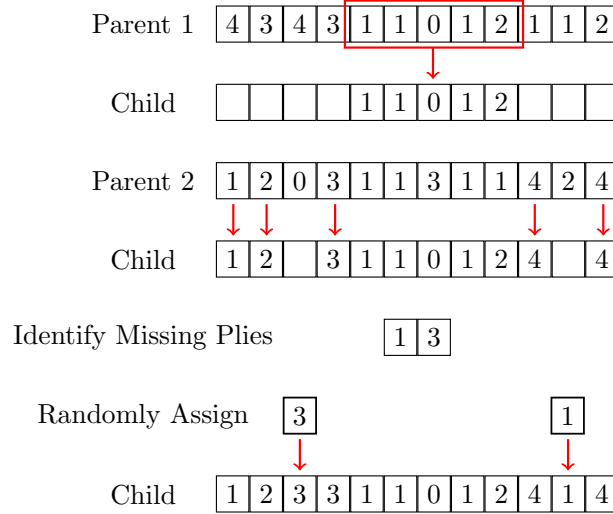 Parent 1 4 3 4 3 1 1 0 1 2 1 1 2
Child 1 1 0 1 2
Parent 2 1 2 0 3 1 1 3 1 1 4 2 4
Child 1 2 3 1 1 0 1 2 4 4
Identify Missing Plies 1 3
Randomly Assign 3 1
Child 1 2 3 3 1 1 0 1 2 4 1 4